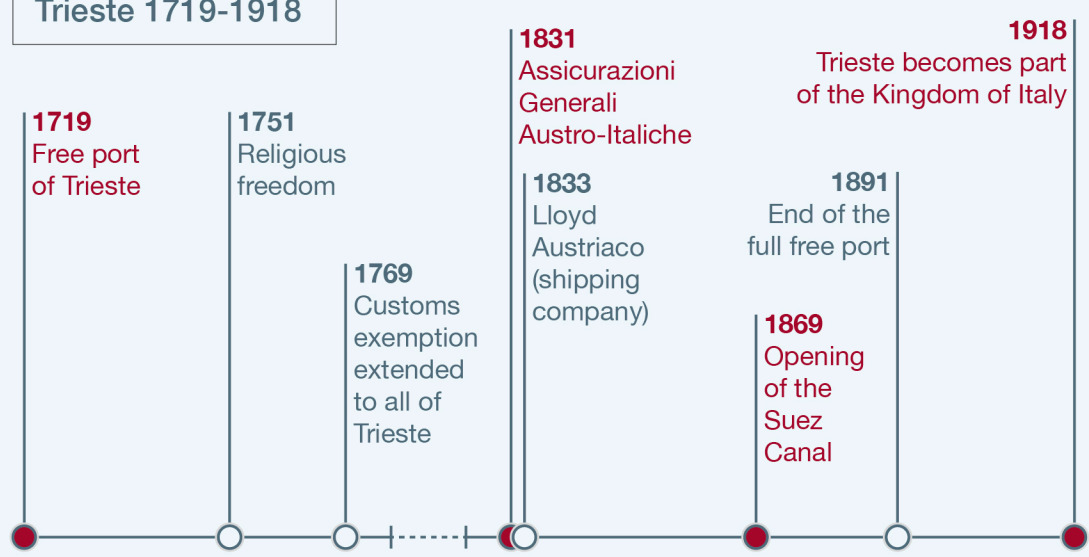 Trieste 1719-1918
1719
Free port
of Trieste
1751
Religious
freedom
1769
Customs
exemption
extended
to all of
Trieste
1831
Assicurazioni
Generali
Austro-Italiche
1833
Lloyd
Austriaco
(shipping
company)
1869
Opening
of the
Suez
Canal
1891
End of the
full free port
1918
Trieste becomes part
of the Kingdom of Italy